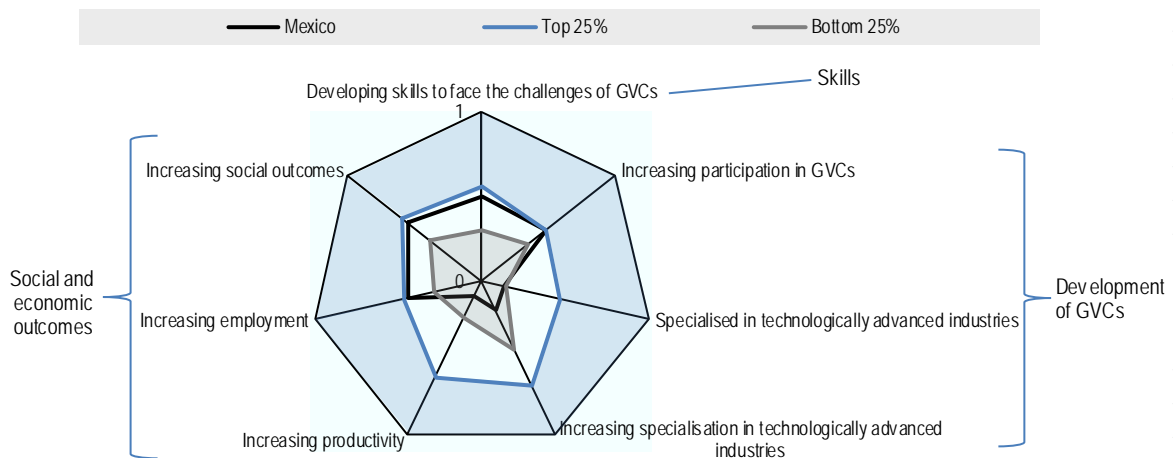 Mexico
Top 25%
Bottom 25%
Skills
Developing skills to face the challenges of GVCs
1
Increasing social outcomes
Increasing participation in GVCs
0
Social and
economic
outcomes
Development
of GVCs
Increasing employment
Specialised in technologically advanced industries
Increasing productivity
Increasing specialisation in technologically advanced
industries